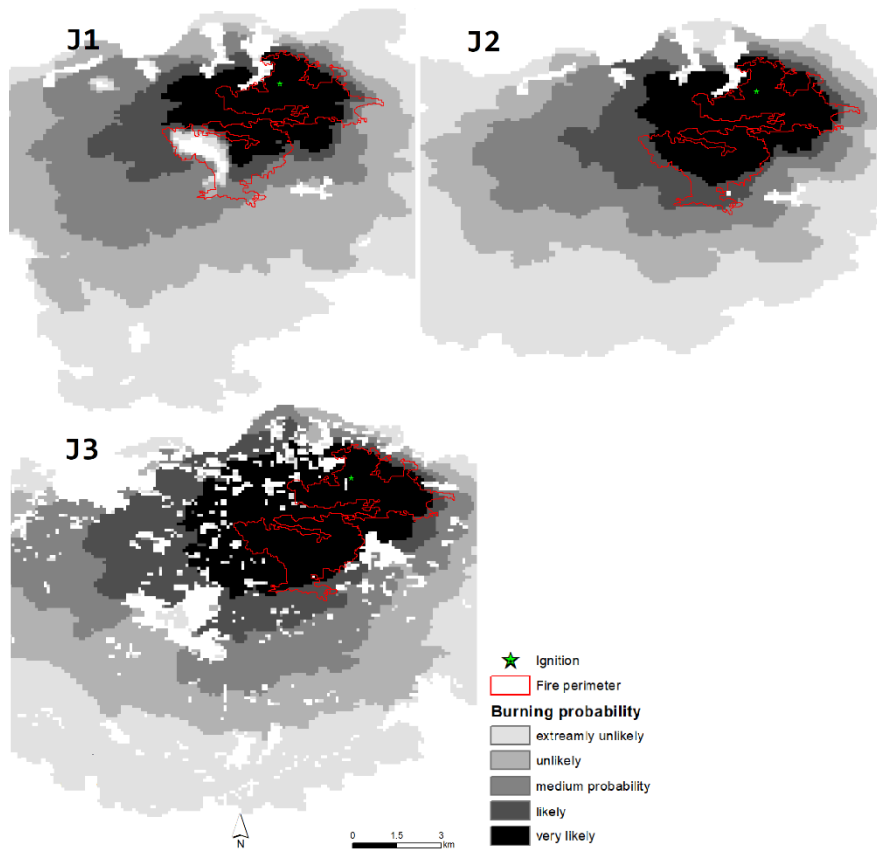 J1
J2
J3
Ignition
Fire perimeter
Burning probability
extreamly unlikely
unlikely
medium probability
likely
very likely
N
0 1.5 3
km